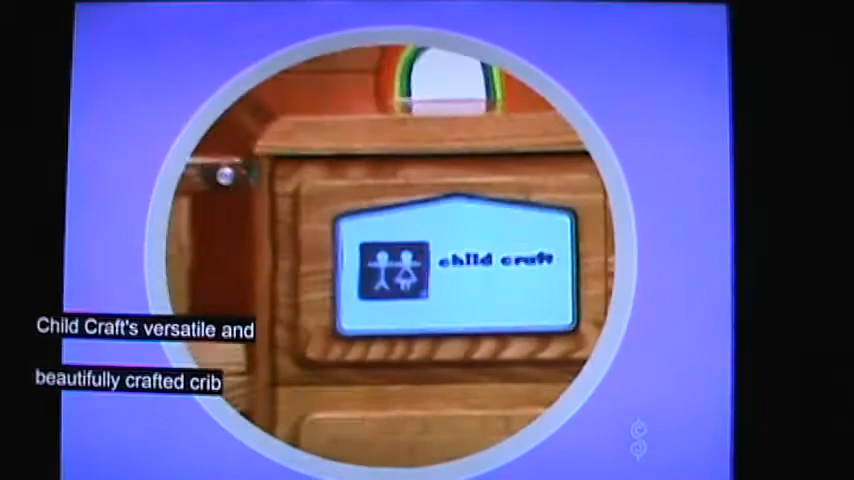 child craft
Child Craft's versatile and
beautifully crafted crib